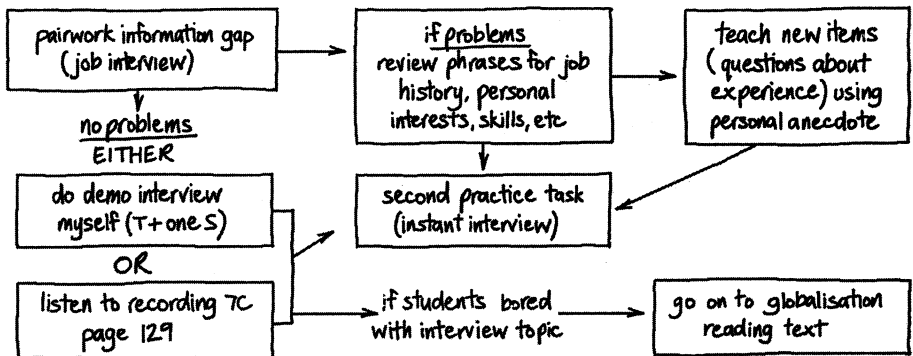 pairwork information gap
(job interview)
if problems
review phrases for job
history, personal
interests, skills, etc
teach new items
(questions about
experience) using
personal anecdote
no problems
EITHER
do demo interview
myself (T+one S)
second practice task
(instant interview)
OR
listen to recording 7C
page 129
if students bored
with interview topic
go on to globalisation
reading text